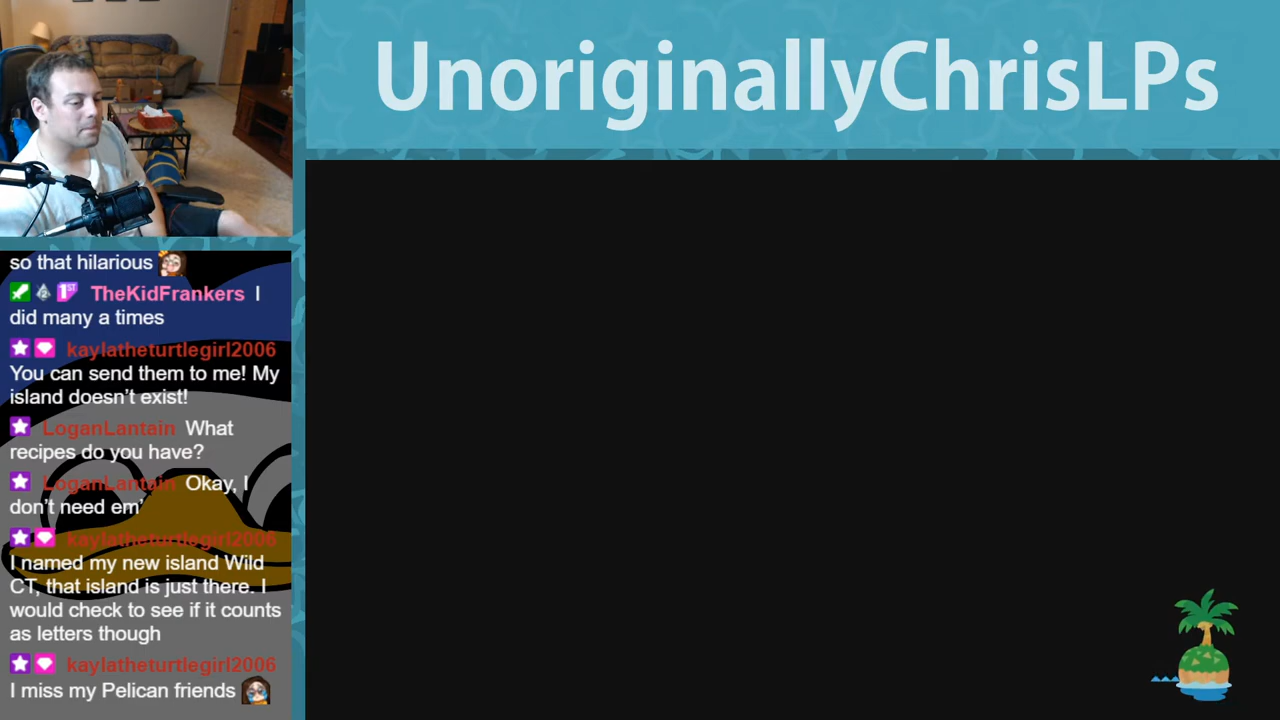 UnoriginallyChrisLPs
so that hilarious
1ST TheKidFrankers I
did many a times
kaylatheturtlegirl2006
You can send them to me! My
island doesn't exist!
LoganLantain What
recipes do you have?
LoganLantain Okay, I
don't need em'
kaylatheturtlegirl2006
I named my new island Wild
CT, that island is just there. I
would check to see if it counts
as letters though
kaylatheturtlegirl2006
I miss my Pelican friends